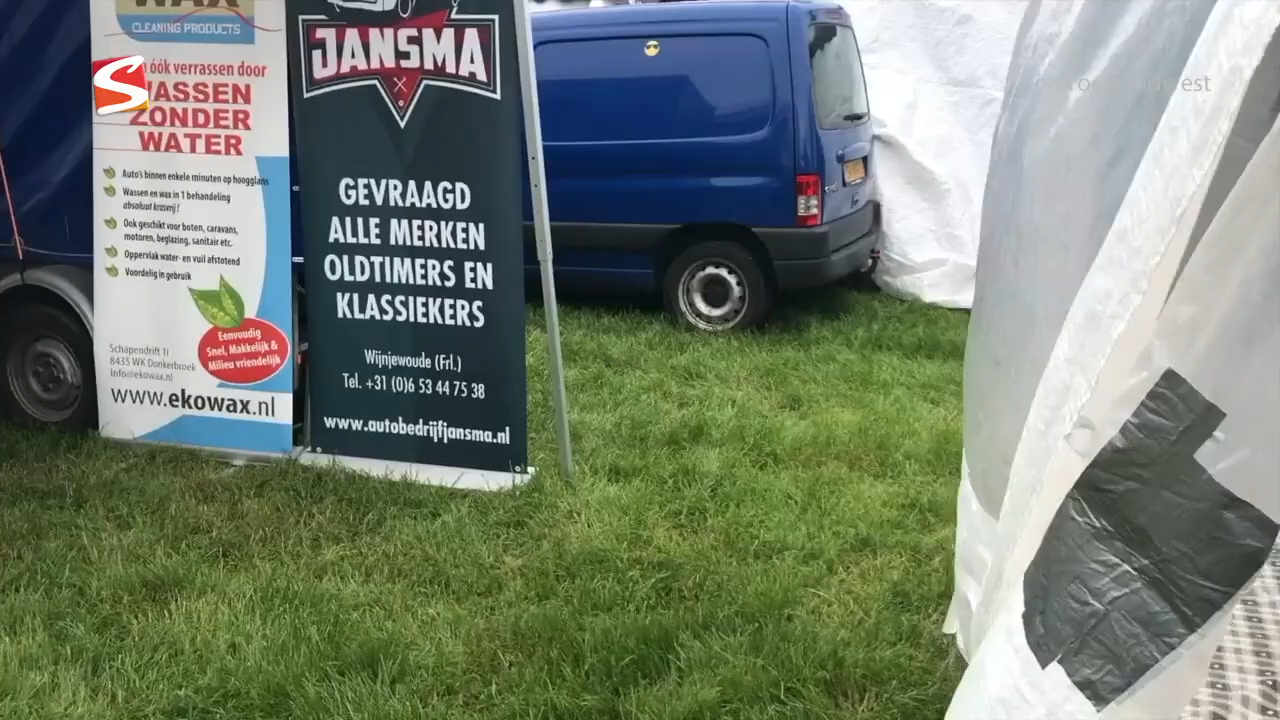 WAX
CLEANING PRODUCTS
óók verrassen door
WASSEN
ZONDER
WATER
Auto's binnen enkele minuten op hoogglans
Wassen en wax in 1 behandeling
absoluut krasvrij !
Ook geschikt voor boten, caravans,
motoren, beglazing, sanitair etc.
Oppervlak water- en vuil afstotend
Voordelig in gebruik
Eenvoudig
Snel, Makkelijk &
Milieu vriendelijk
Schapendrift 1i
8435 WK Donkerbroek
Info@ekowax.nl
www.ekowax.nl
JANSMA
GEVRAAGD
ALLE MERKEN
OLDTIMERS EN
KLASSIEKERS
Wijnjewoude (Frl.)
Tel. +31 (0)6 53 44 75 38
www.autobedrijfjansma.nl
S